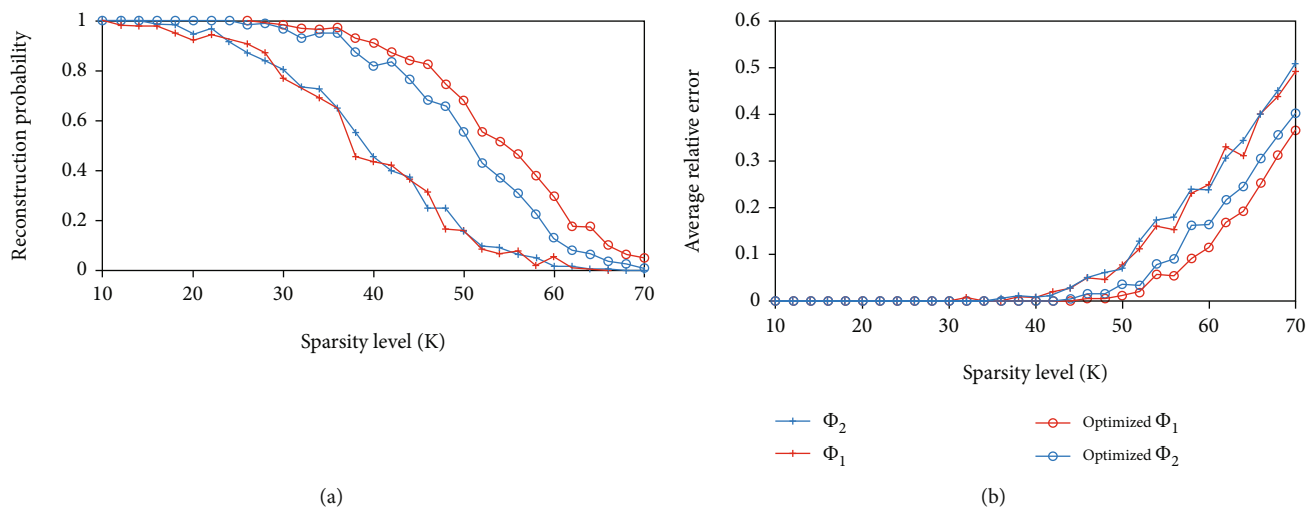 Reconstruction probability
1
0.8
0.6
0.4
0.2
0
10 20 30 40 50 60 70
Sparsity level (K)
(a)
Average relative error
0.6
0.5
0.4
0.3
0.2
0.1
0
10 20 30 40 50 60 70
Sparsity level (K)
Φ2
Φ1
Optimized Φ1
Optimized Φ2
(b)